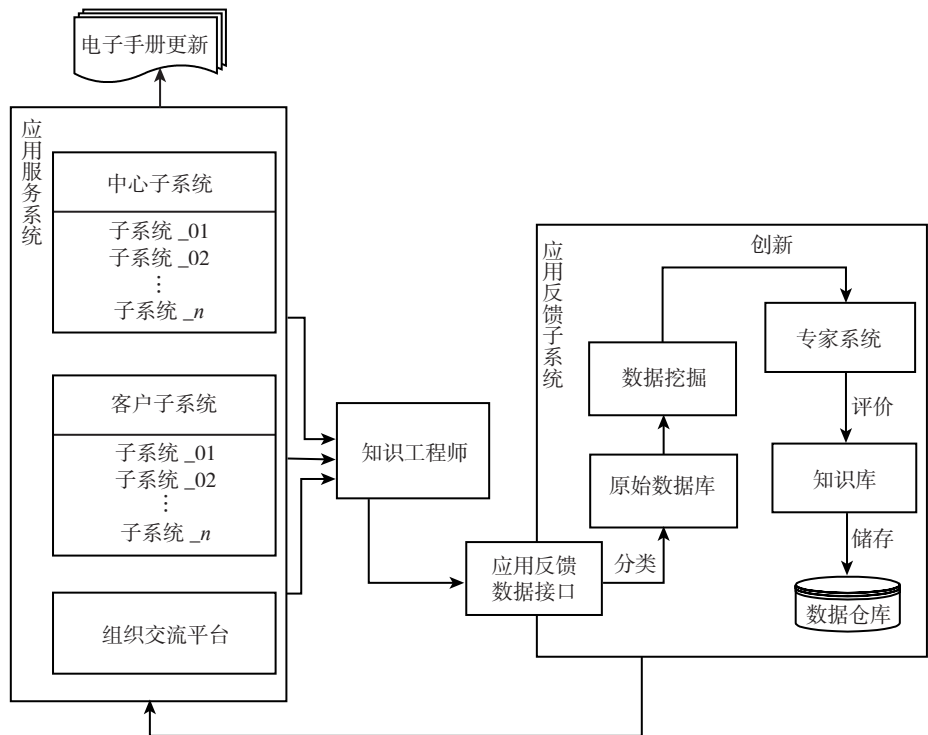 电子手册更新
应用服务系统
中心子系统
子系统 _01
子系统 _02
⋮
子系统 _n
客户子系统
子系统 _01
子系统 _02
⋮
子系统 _n
组织交流平台
知识工程师
应用反馈
数据接口
应用反馈子系统
分类
原始数据库
数据挖掘
创新
专家系统
评价
知识库
储存
数据仓库